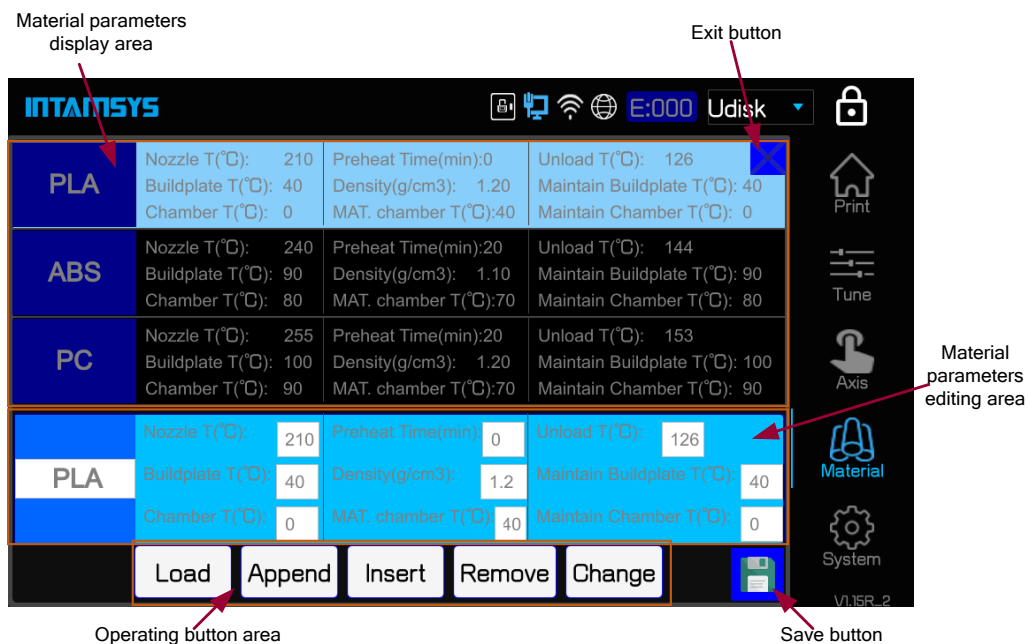 Material parameters
display area
Exit button
INTAMSYS
E:000
Udisk
PLA
Nozzle T(℃): 210
Buildplate T(℃): 40
Chamber T(℃): 0
Preheat Time(min):0
Density(g/cm3): 1.20
MAT. chamber T(℃):40
Unload T(℃): 126
Maintain Buildplate T(℃): 40
Maintain Chamber T(℃): 0
ABS
Nozzle T(℃): 240
Buildplate T(℃): 90
Chamber T(℃): 80
Preheat Time(min):20
Density(g/cm3): 1.10
MAT. chamber T(℃):70
Unload T(℃): 144
Maintain Buildplate T(℃): 90
Maintain Chamber T(℃): 80
PC
Nozzle T(℃): 255
Buildplate T(℃): 100
Chamber T(℃): 90
Preheat Time(min):20
Density(g/cm3): 1.20
MAT. chamber T(℃):70
Unload T(℃): 153
Maintain Buildplate T(℃): 100
Maintain Chamber T(℃): 90
PLA
Nozzle T(℃): 210
Buildplate T(℃): 40
Chamber T(℃): 0
Preheat Time(min): 0
Density(g/cm3): 1.2
MAT. chamber T(℃): 40
Unload T(℃): 126
Maintain Buildplate T(℃): 40
Maintain Chamber T(℃): 0
Load
Append
Insert
Remove
Change
Print
Tune
Axis
Material
System
V1.15R_2
Material
parameters
editing area
Operating button area
Save button